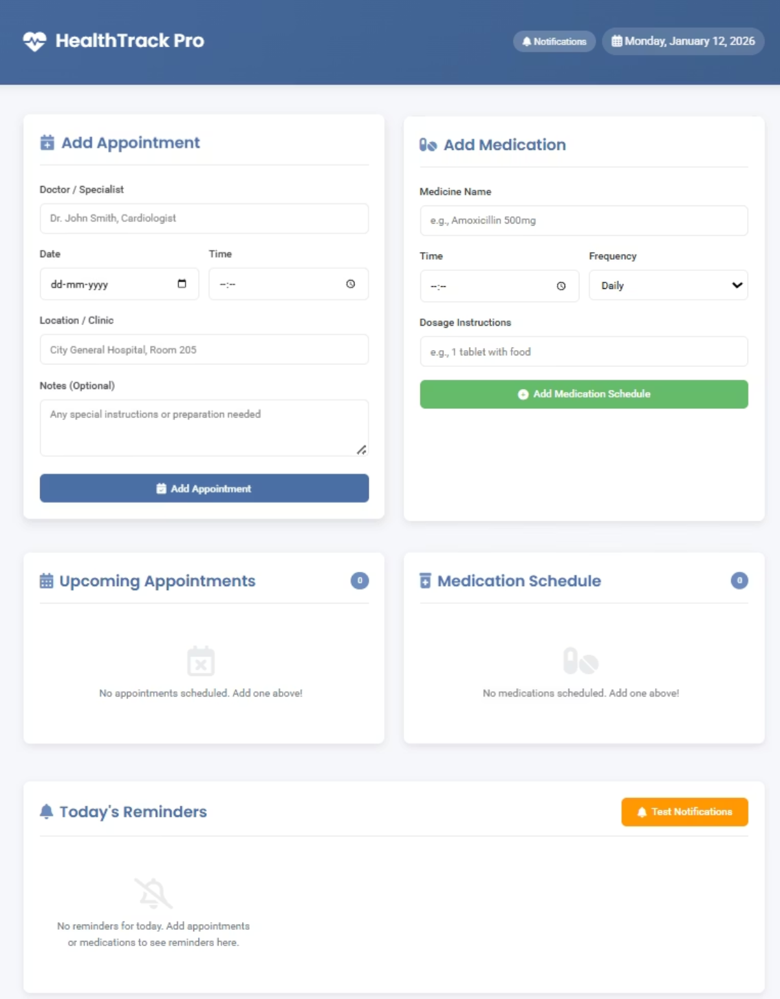 HealthTrack Pro
Notifications
Monday, January 12, 2026
Add Appointment
Doctor / Specialist
Dr. John Smith, Cardiologist
Date
Time
dd-mm-yyyy
--:--
Location / Clinic
City General Hospital, Room 205
Notes (Optional)
Any special instructions or preparation needed
Add Appointment
Add Medication
Medicine Name
e.g., Amoxicillin 500mg
Time
Frequency
--:--
Daily
Dosage Instructions
e.g., 1 tablet with food
Add Medication Schedule
Upcoming Appointments
0
No appointments scheduled. Add one above!
Medication Schedule
0
No medications scheduled. Add one above!
Today's Reminders
Test Notifications
No reminders for today. Add appointments
or medications to see reminders here.